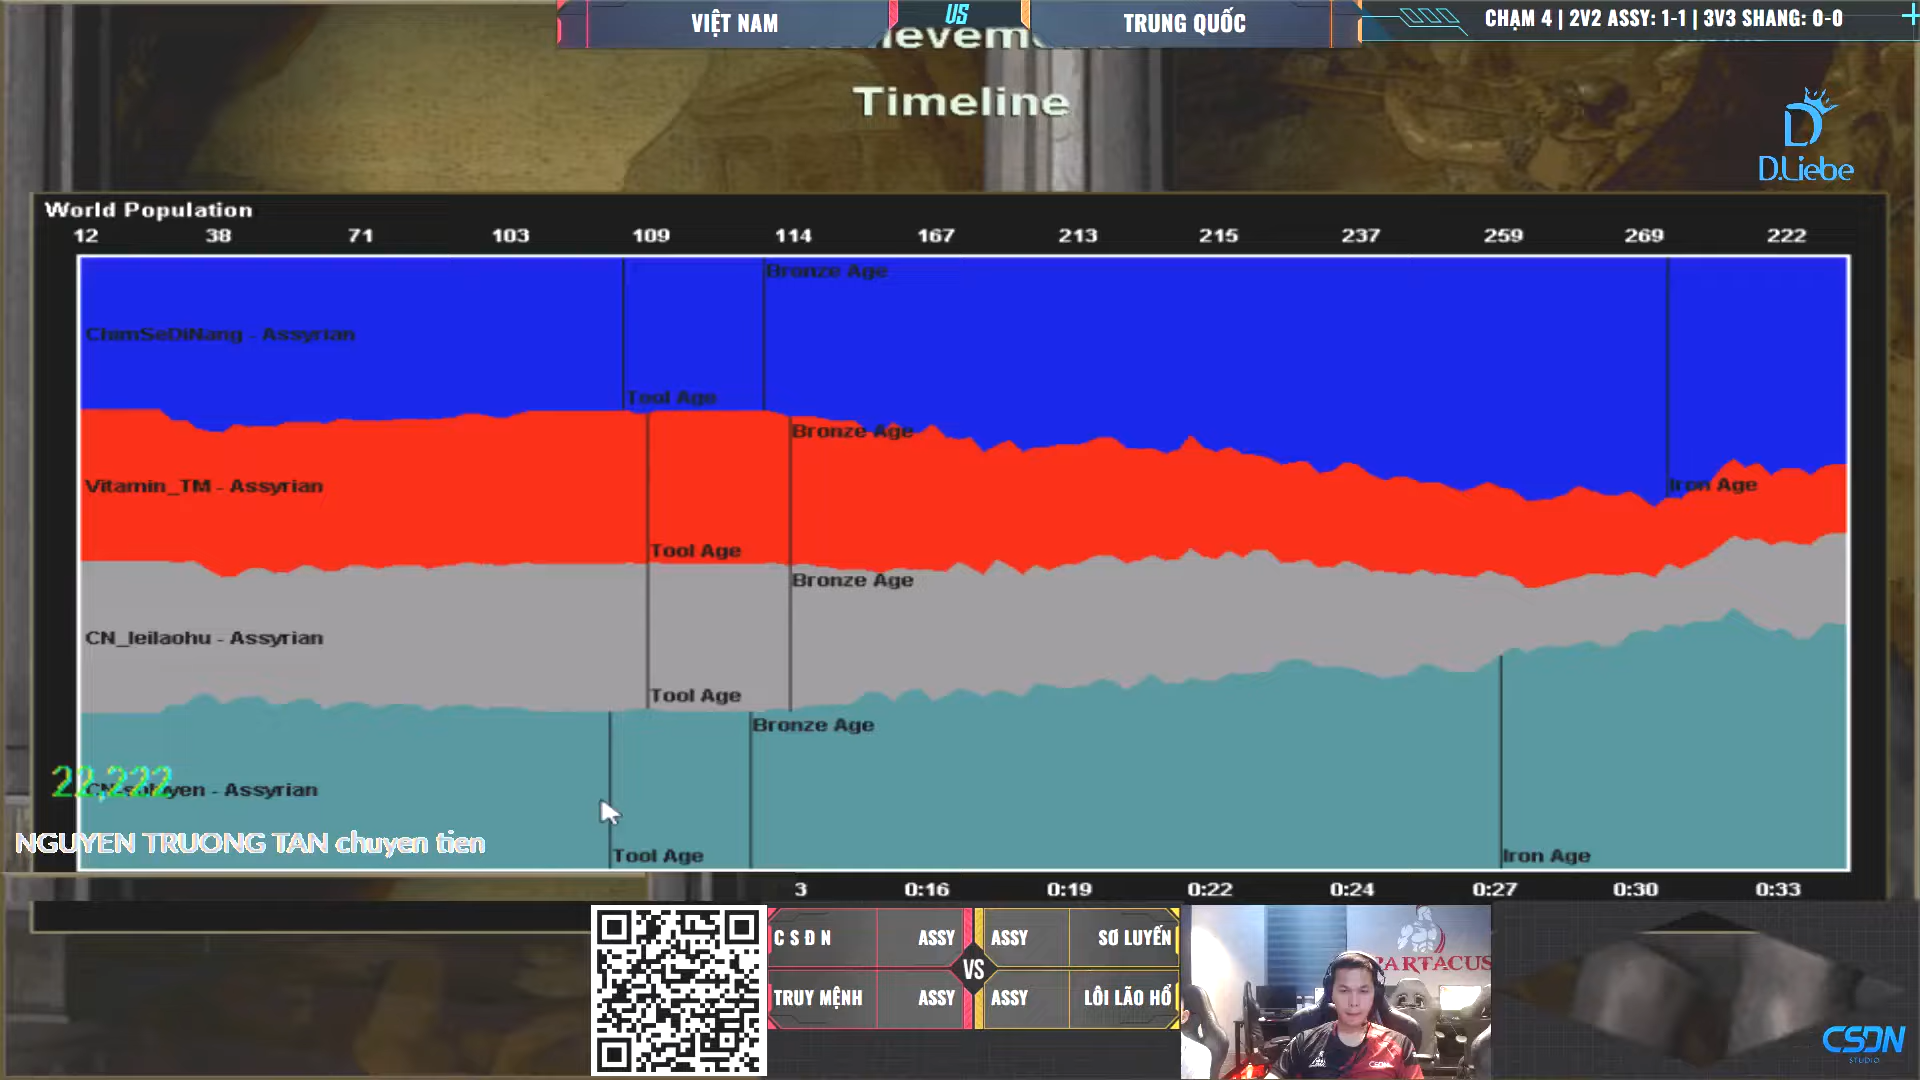 VIỆT NAM
VS
TRUNG QUỐC
CHẠM 4 | 2V2 ASSY: 1-1 | 3V3 SHANG: 0-0
Timeline
D.Liebe
World Population
12 38 71 103 109 114 167 213 215 237 259 269 222
Bronze Age
ChimSeDiNang - Assyrian
Tool Age
Bronze Age
Vitamin_TM - Assyrian
Iron Age
Tool Age
Bronze Age
CN_leilaohu - Assyrian
Tool Age
Bronze Age
22,222
Assyrian
NGUYEN TRUONG TAN chuyen tien
Tool Age
Iron Age
3 0:16 0:19 0:22 0:24 0:27 0:30 0:33
C S Đ N ASSY
VS
ASSY SƠ LUYẾN
TRUY MỆNH ASSY
ASSY LÔI LÃO HỔ
PARTACUS
CSDN
STUDIO